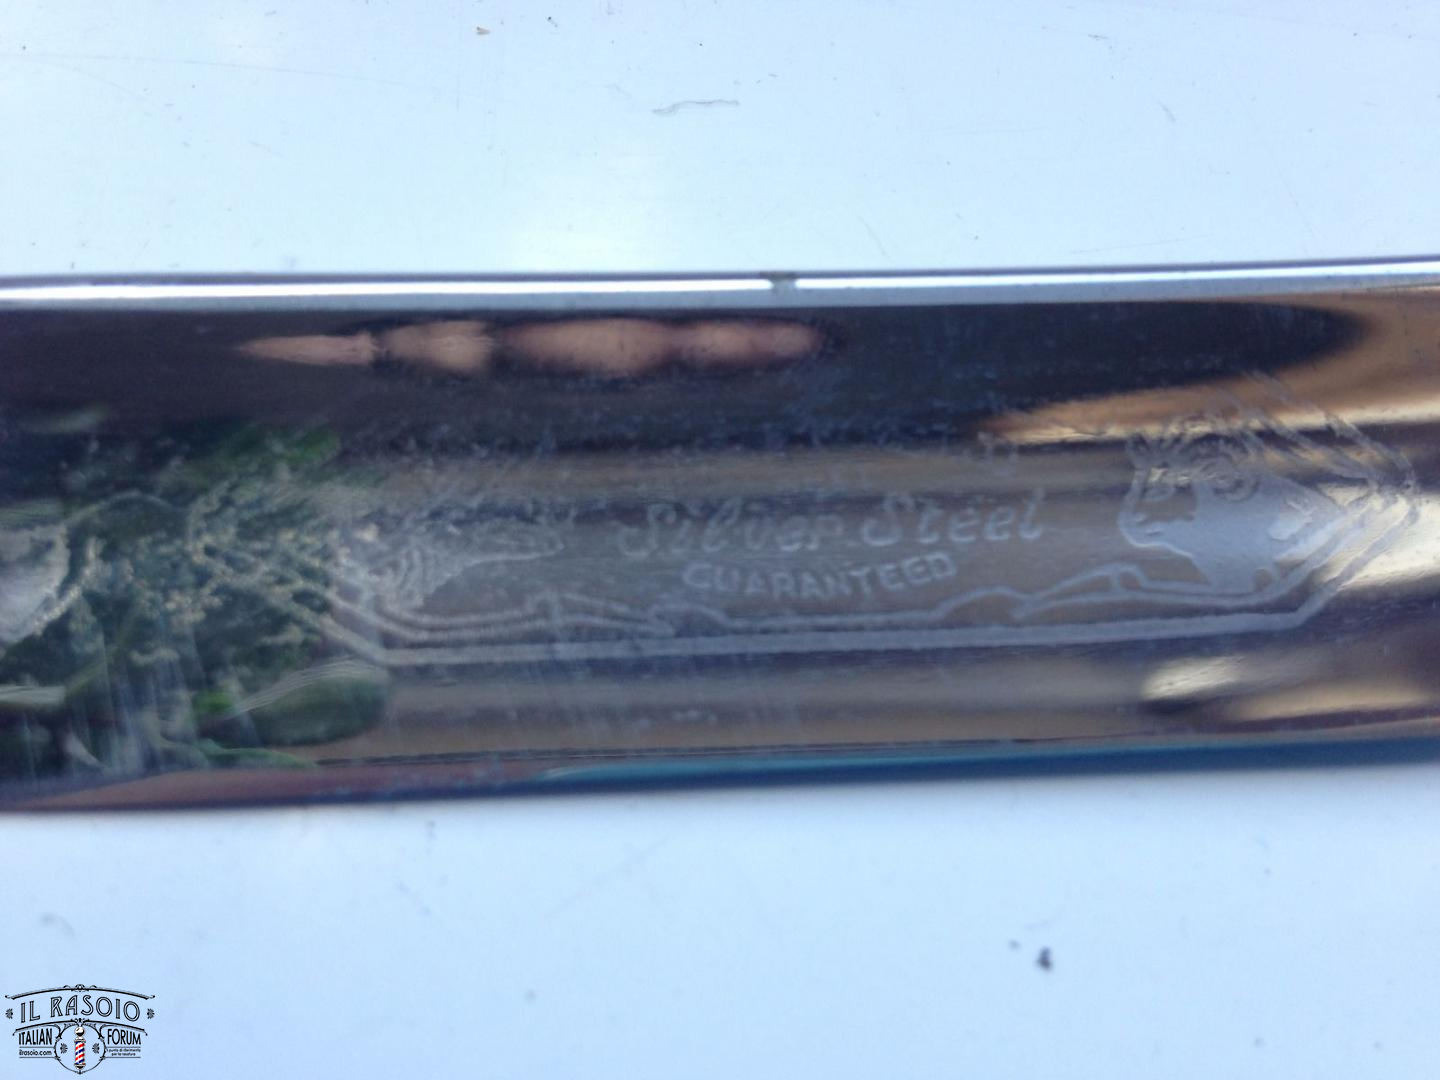 Silver Steel
GUARANTEED
IL RASOIO
ITALIAN FORUM
ilrasoio.com